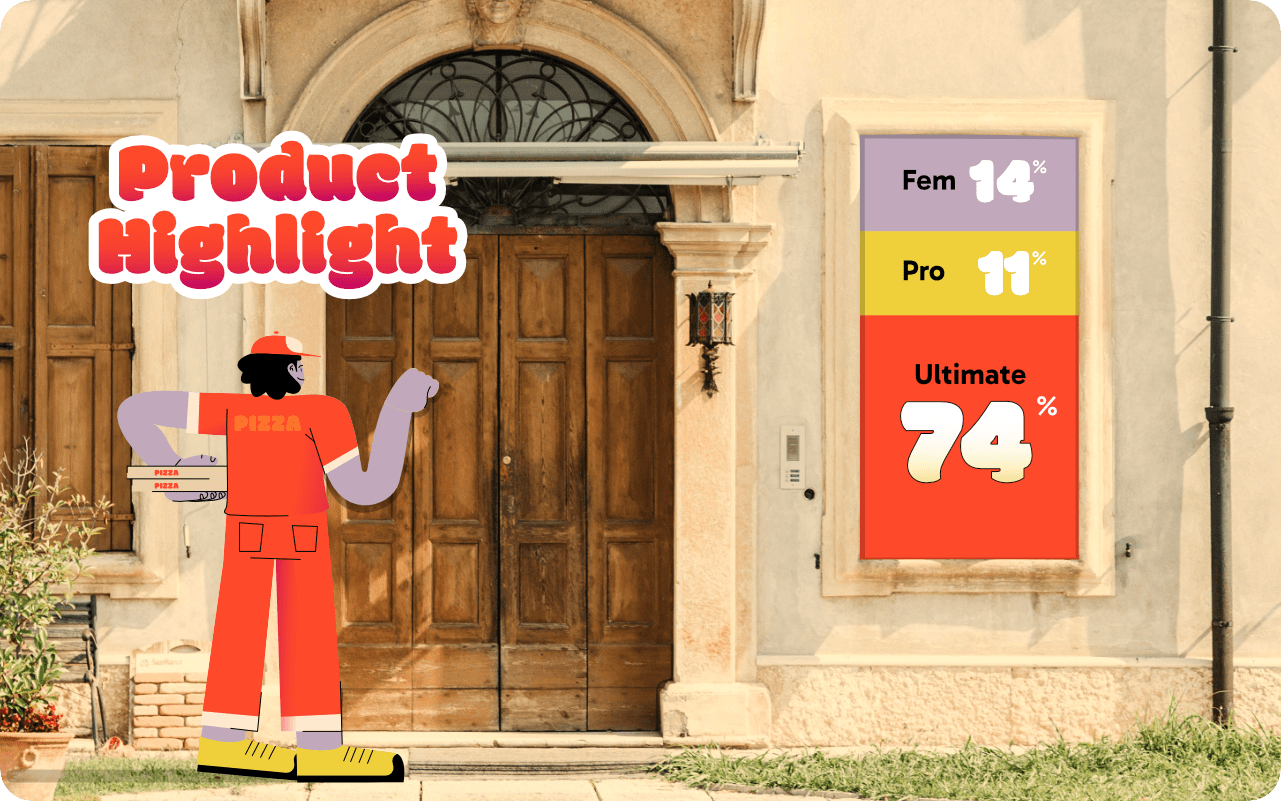 Product
Highlight
Fem 14%
Pro 11%
Ultimate
74%
PIZZA
PIZZA
PIZZA